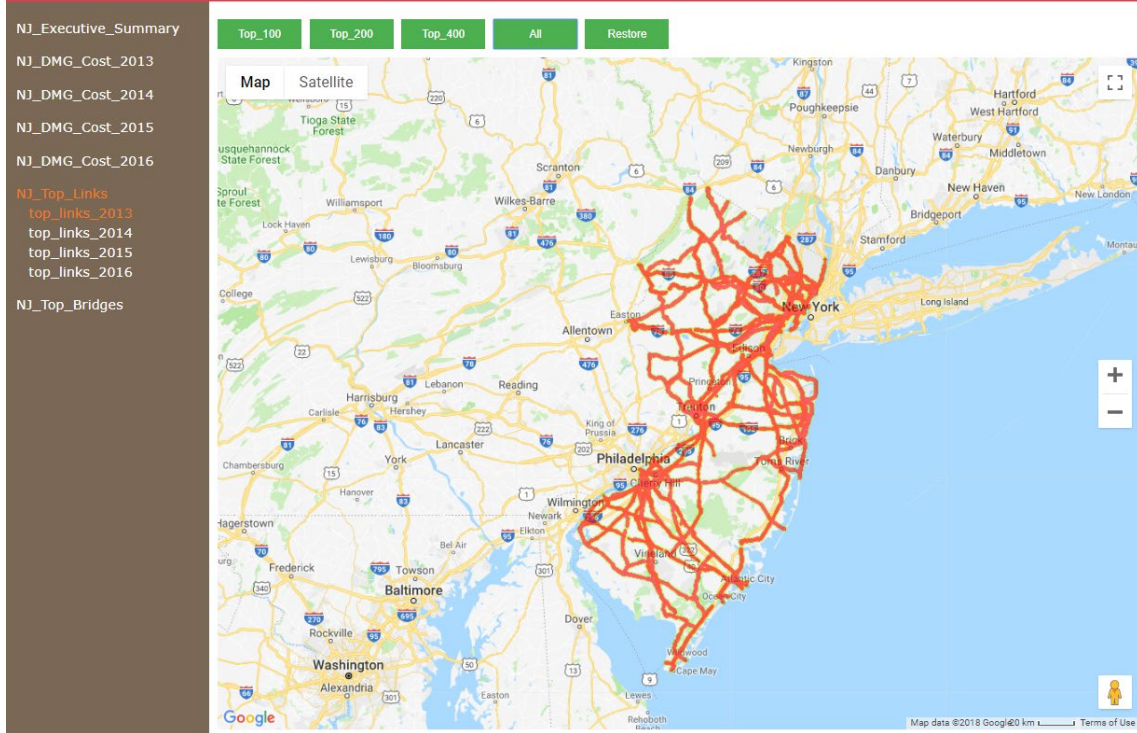 NJ_Executive_Summary
NJ_DMG_Cost_2013
NJ_DMG_Cost_2014
NJ_DMG_Cost_2015
NJ_DMG_Cost_2016
NJ_Top_Links
top_links_2013
top_links_2014
top_links_2015
top_links_2016
NJ_Top_Bridges
Top_100
Top_200
Top_400
All
Restore
Map
Satellite
Kingston
Hartford
West Hartford
Poughkeepsie
Tioga State
Forest
Waterbury
Middletown
Newburgh
Danbury
State Forest
Scranton
New Haven
New London
Williamsport
Wilkes-Barre
Bridgeport
Lock Haven
Stamford
Lewisburg
Bloomsburg
College
Long Island
New York
Easton
Allentown
Edison
Lebanon
Reading
Princeton
Harrisburg
Hershey
Carlisle
Trenton
King of
Prussia
Lancaster
Brick
York
Philadelphia
Toms River
Chambersburg
Cherry Hill
Hanover
Wilmington
Newark
Elkton
Hagerstown
Bel Air
Vineland
Frederick
Towson
Atlantic City
Baltimore
Ocean City
Dover
Rockville
Wildwood
Washington
Cape May
Alexandria
Easton
Lewes
Rehoboth
Beach
Google
Map data ©2018 Google
20 km
Terms of Use